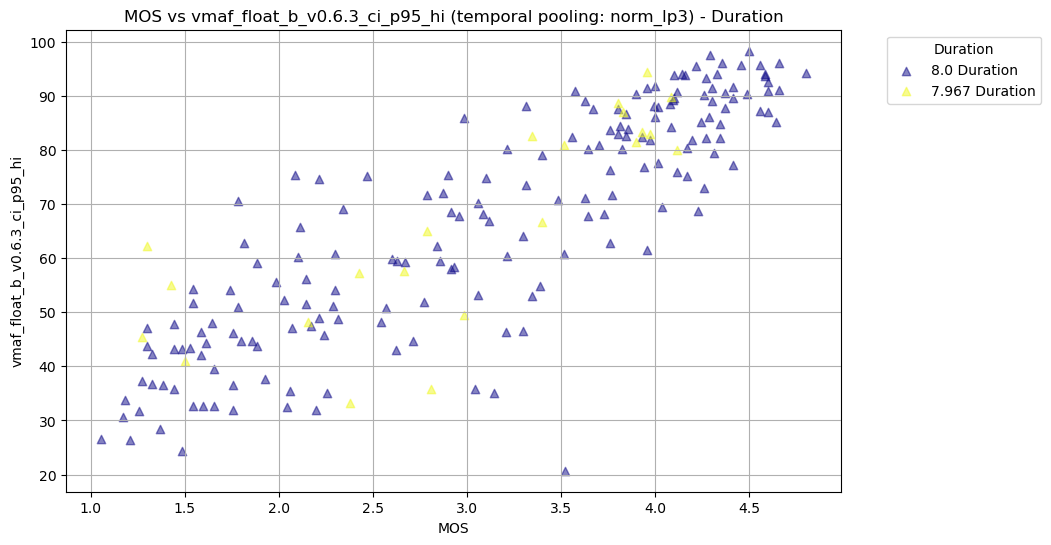 MOS vs vmaf_float_b_v0.6.3_ci_p95_hi (temporal pooling: norm_lp3) - Duration
vmaf_float_b_v0.6.3_ci_p95_hi
100
90
80
70
60
50
40
30
20
1.0 1.5 2.0 2.5 3.0 3.5 4.0 4.5
MOS
Duration
8.0 Duration
7.967 Duration